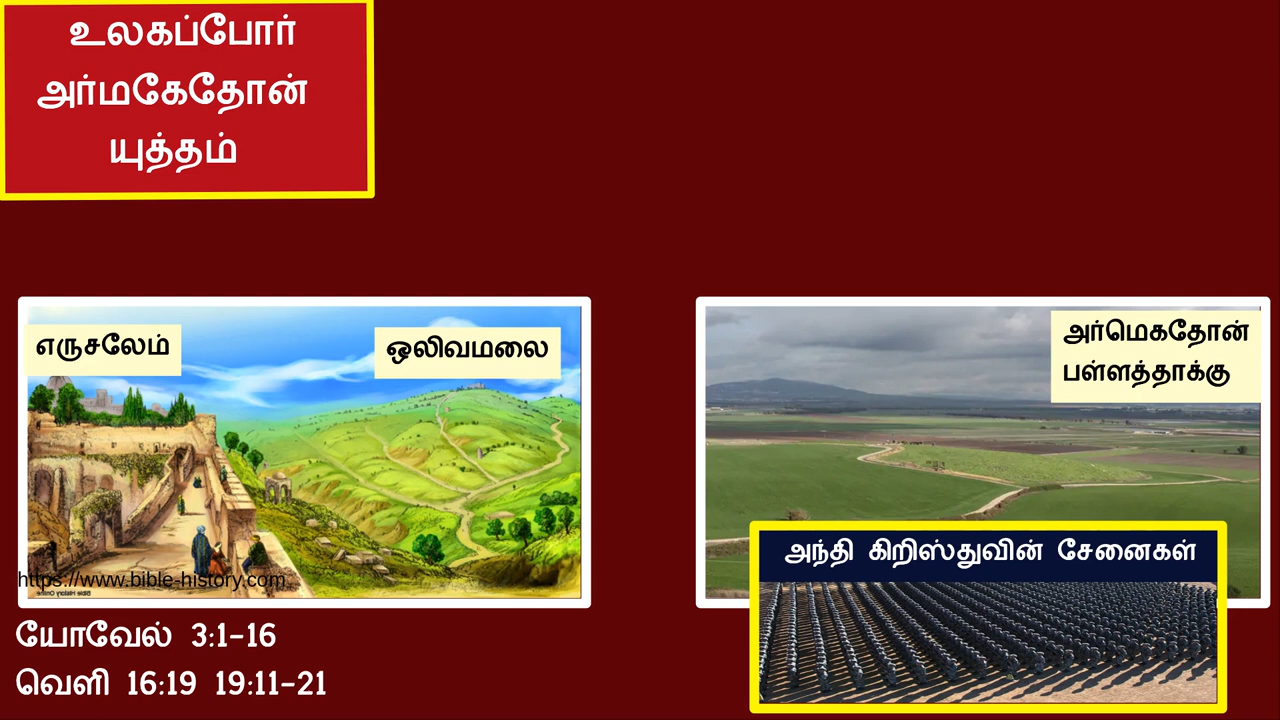 உலகப்போர்
அர்மகேதோன்
யுத்தம்
எருசலேம்
ஒலிவமலை
அர்மெகதோன்
பள்ளத்தாக்கு
அந்தி கிறிஸ்துவின் சேனைகள்
https://www.bible-history.com
யோவேல் 3:1-16
வெளி 16:19 19:11-21